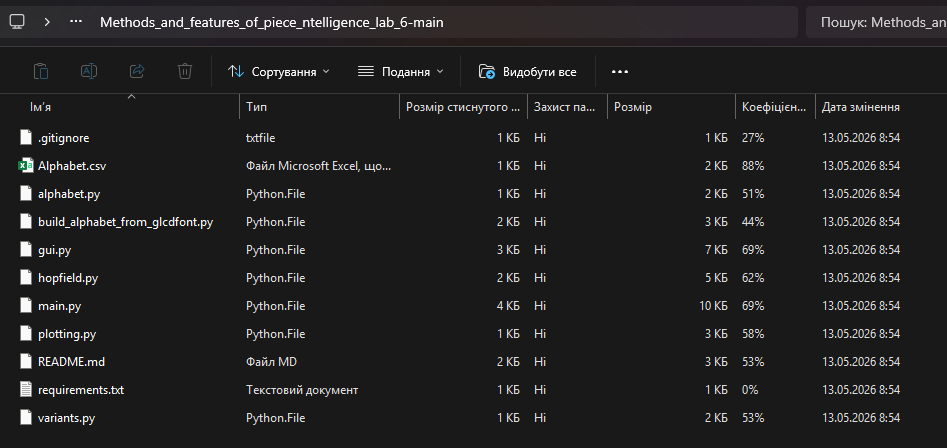 Methods_and_features_of_piece_ntelligence_lab_6-main Пошук: Methods_an
Сортування Подання Видобути все
Ім'я Тип Розмір стиснутого ... Захист па... Розмір Коефіцієн... Дата змінення
.gitignore txtfile 1 КБ Ні 1 КБ 27% 13.05.2026 8:54
Alphabet.csv Файл Microsoft Excel, що... 1 КБ Ні 2 КБ 88% 13.05.2026 8:54
alphabet.py Python.File 1 КБ Ні 2 КБ 51% 13.05.2026 8:54
build_alphabet_from_glcdfont.py Python.File 2 КБ Ні 3 КБ 44% 13.05.2026 8:54
gui.py Python.File 3 КБ Ні 7 КБ 69% 13.05.2026 8:54
hopfield.py Python.File 2 КБ Ні 5 КБ 62% 13.05.2026 8:54
main.py Python.File 4 КБ Ні 10 КБ 69% 13.05.2026 8:54
plotting.py Python.File 1 КБ Ні 3 КБ 58% 13.05.2026 8:54
README.md Файл MD 2 КБ Ні 3 КБ 53% 13.05.2026 8:54
requirements.txt Текстовий документ 1 КБ Ні 1 КБ 0% 13.05.2026 8:54
variants.py Python.File 1 КБ Ні 2 КБ 53% 13.05.2026 8:54